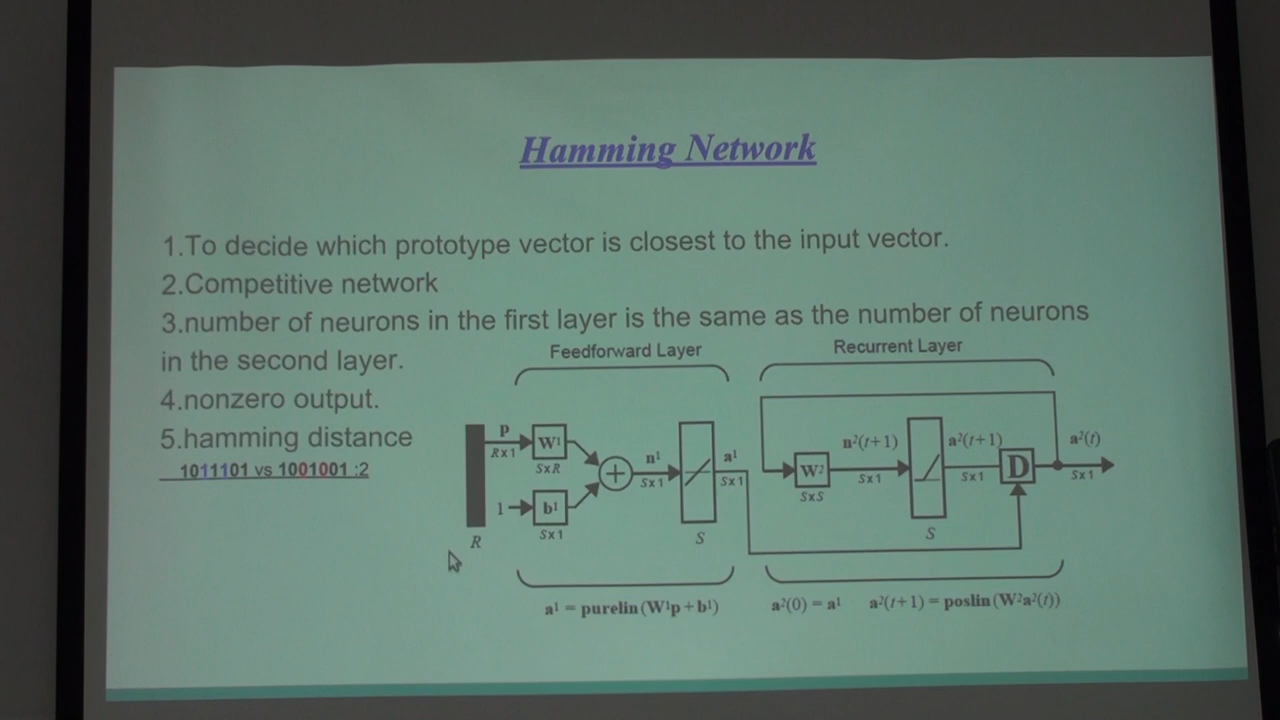 Hamming Network
1.To decide which prototype vector is closest to the input vector.
2.Competitive network
3.number of neurons in the first layer is the same as the number of neurons
in the second layer.
4.nonzero output.
5.hamming distance
1011101 vs 1001001 :2
Feedforward Layer
Recurrent Layer
p
Rx1
W¹
SxR
1
b¹
Sx1
R
+
n¹
Sx1
a¹
Sx1
S
W²
SxS
n²(t+1)
Sx1
a²(t+1)
Sx1
S
D
a²(t)
Sx1
a¹ = purelin (W¹p + b¹)
a²(0) = a¹ a²(t+1) = poslin (W²a²(t))